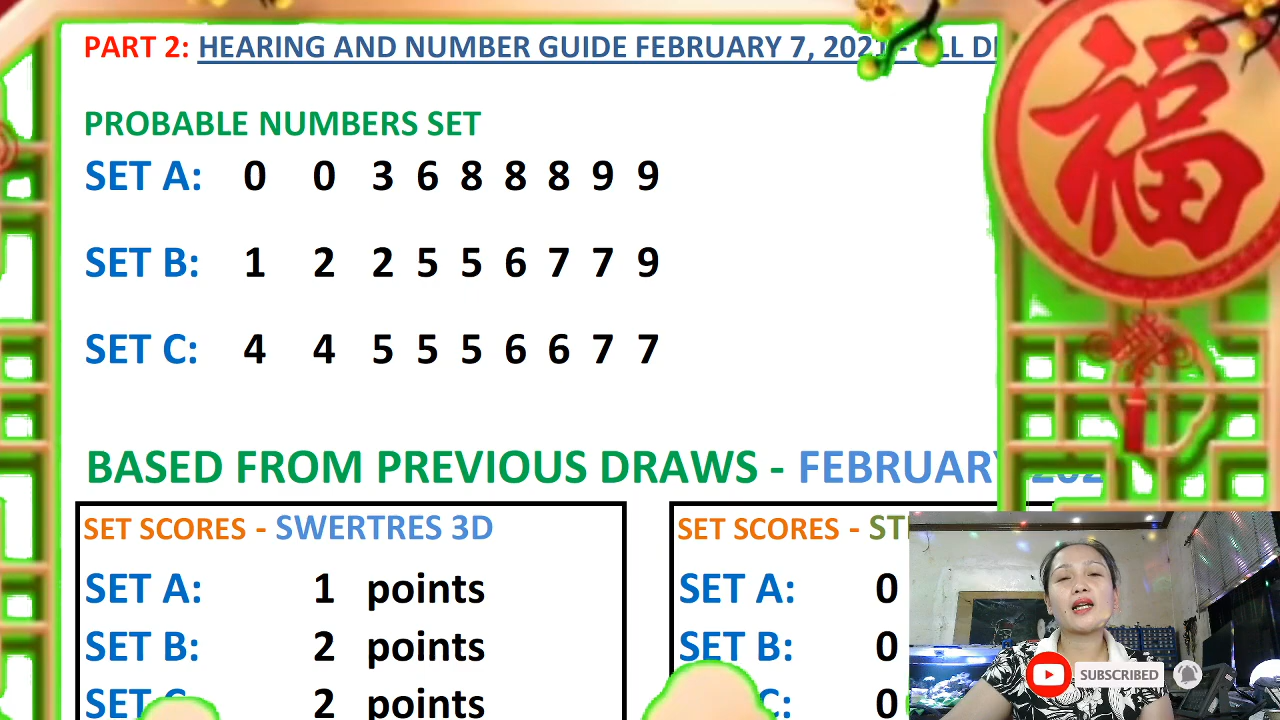 PART 2: HEARING AND NUMBER GUIDE FEBRUARY 7, 2021 -
福
PROBABLE NUMBERS SET
SET A: 0 0 3 6 8 8 8 9 9
SET B: 1 2 2 5 5 6 7 7 9
SET C: 4 4 5 5 5 6 6 7 7
BASED FROM PREVIOUS DRAWS - FEBRUARY
SET SCORES - SWERTRES 3D
SET A: 1 points
SET B: 2 points
SET C: 2 points
SET SCORES -
SET A: 0
SET B: 0
C: 0
SUBSCRIBED